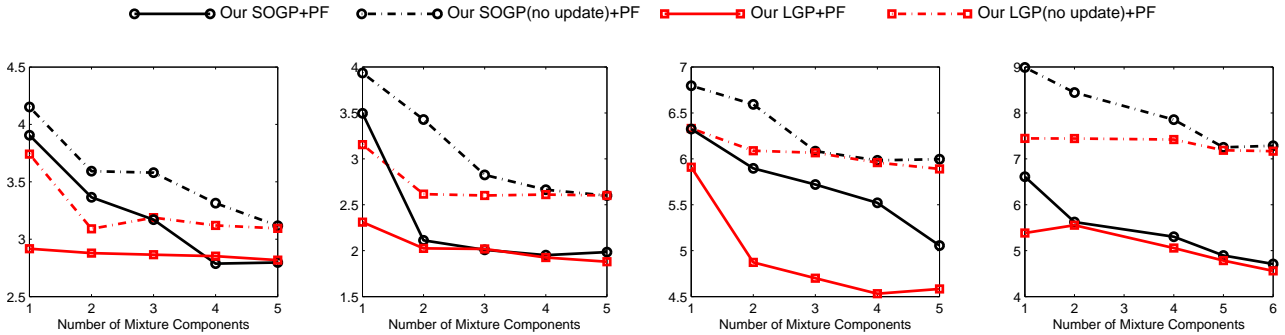 Our SOGP+PF Our SOGP(no update)+PF Our LGP+PF Our LGP(no update)+PF
4.5
4
3.5
3
2.5
1 2 3 4 5
Number of Mixture Components
4
3.5
3
2.5
2
1.5
1 2 3 4 5
Number of Mixture Components
7
6.5
6
5.5
5
4.5
1 2 3 4 5
Number of Mixture Components
9
8
7
6
5
4
1 2 3 4 5 6
Number of Mixture Components